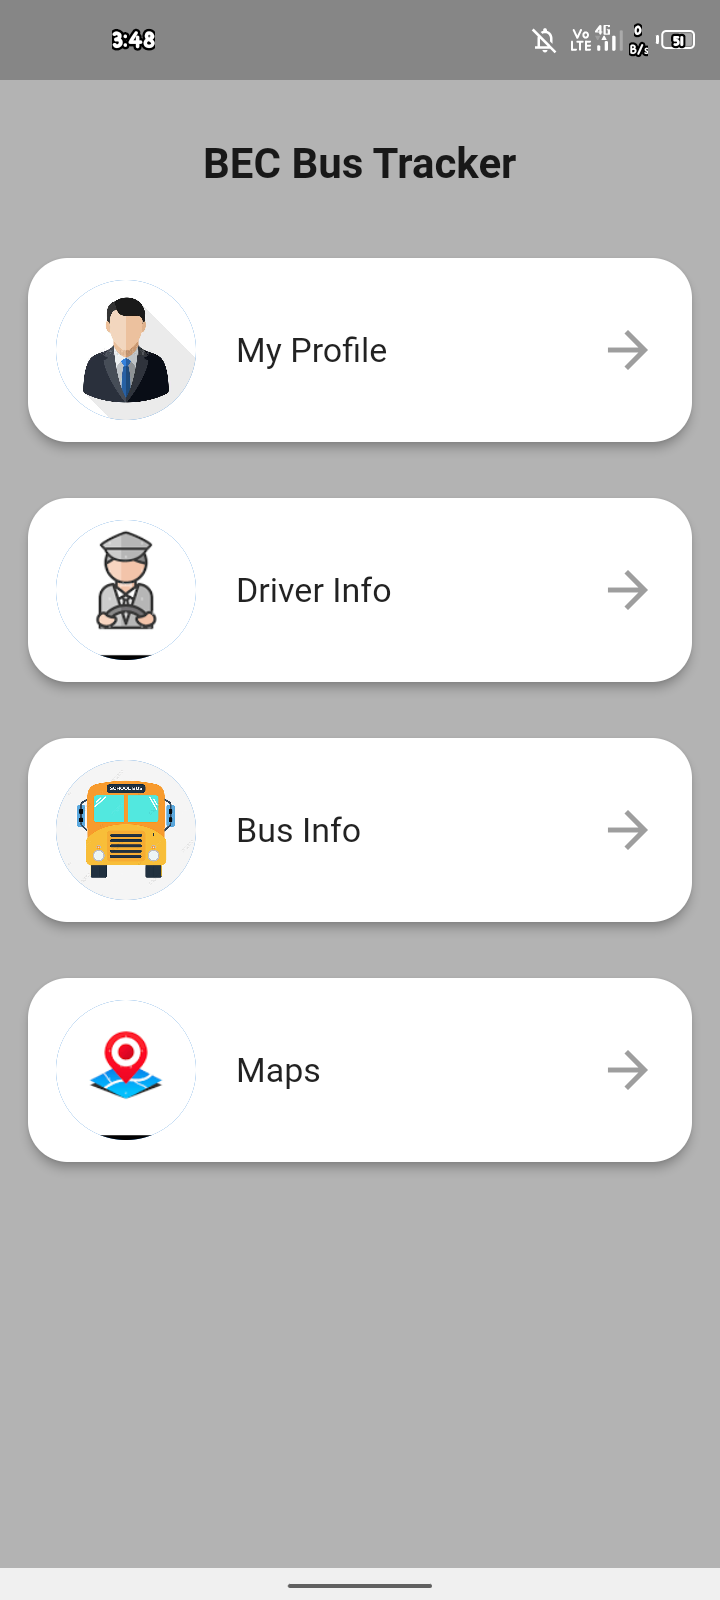 3:48
Vo 4G 0
LTE B/s 51
BEC Bus Tracker
My Profile
Driver Info
SCHOOL BUS
Bus Info
Maps